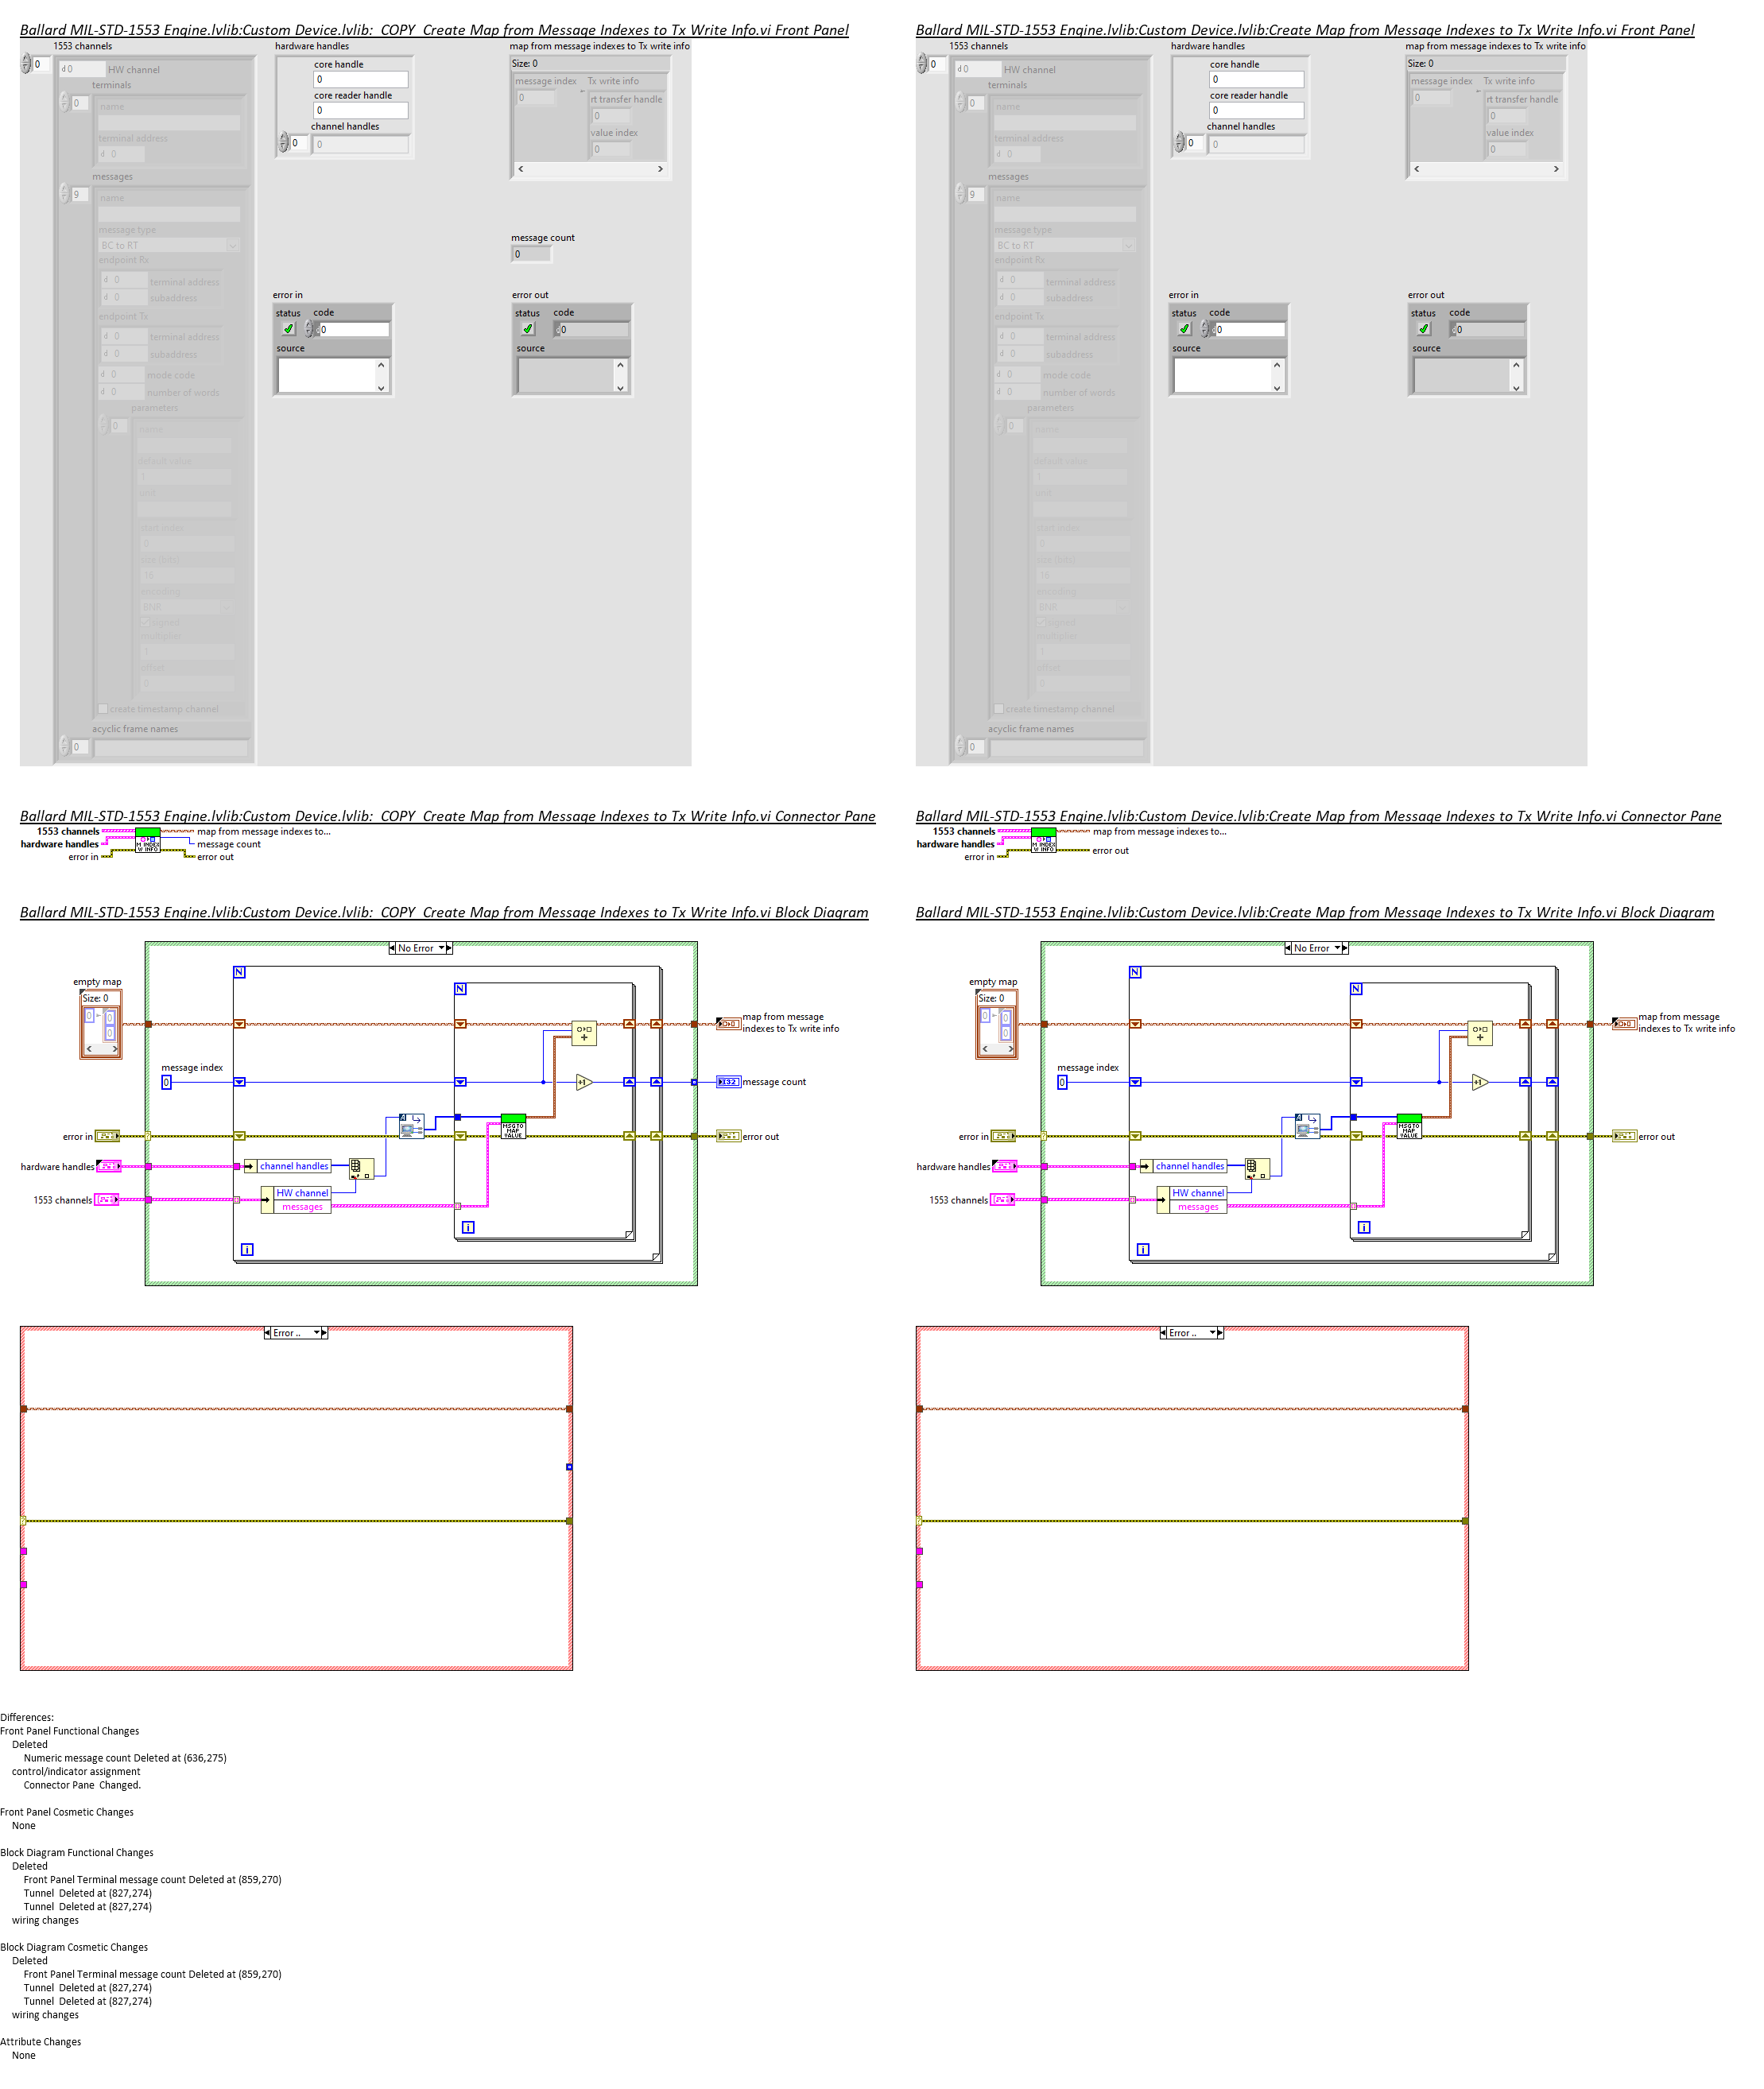 Ballard MIL-STD-1553 Engine.lvlib:Custom Device.lvlib:_COPY_Create Map from Message Indexes to Tx Write Info.vi Front Panel
1553 channels
hardware handles
map from message indexes to Tx write info
0
d 0
HW channel
terminals
0
name
terminal address
d 0
messages
9
name
message type
BC to RT
endpoint Rx
d 0
terminal address
d 0
subaddress
endpoint Tx
d 0
terminal address
d 0
subaddress
d 0
mode code
d 0
number of words
parameters
0
name
default value
1
unit
start index
0
size (bits)
16
encoding
BNR
signed
multiplier
1
offset
0
create timestamp channel
acyclic frame names
0
core handle
0
core reader handle
0
channel handles
0
0
Size: 0
message index
Tx write info
0
rt transfer handle
0
value index
0
message count
0
error in
status
code
d 0
source
error out
status
code
d 0
source
Ballard MIL-STD-1553 Engine.lvlib:Custom Device.lvlib:Create Map from Message Indexes to Tx Write Info.vi Front Panel
1553 channels
hardware handles
map from message indexes to Tx write info
0
d 0
HW channel
terminals
0
name
terminal address
d 0
messages
9
name
message type
BC to RT
endpoint Rx
d 0
terminal address
d 0
subaddress
endpoint Tx
d 0
terminal address
d 0
subaddress
d 0
mode code
d 0
number of words
parameters
0
name
default value
1
unit
start index
0
size (bits)
16
encoding
BNR
signed
multiplier
1
offset
0
create timestamp channel
acyclic frame names
0
core handle
0
core reader handle
0
channel handles
0
0
Size: 0
message index
Tx write info
0
rt transfer handle
0
value index
0
error in
status
code
d 0
source
error out
status
code
d 0
source
Ballard MIL-STD-1553 Engine.lvlib:Custom Device.lvlib:_COPY_Create Map from Message Indexes to Tx Write Info.vi Connector Pane
1553 channels
hardware handles
error in
M INDEX
W INFO
map from message indexes to...
message count
error out
Ballard MIL-STD-1553 Engine.lvlib:Custom Device.lvlib:Create Map from Message Indexes to Tx Write Info.vi Connector Pane
1553 channels
hardware handles
error in
M INDEX
W INFO
map from message indexes to...
error out
Ballard MIL-STD-1553 Engine.lvlib:Custom Device.lvlib:_COPY_Create Map from Message Indexes to Tx Write Info.vi Block Diagram
No Error
N
N
empty map
Size: 0
0
0
0
map from message
indexes to Tx write info
message index
0
+1
I32
message count
error in
MSGTO
MAP
VALUE
error out
hardware handles
channel handles
1553 channels
HW channel
messages
i
i
Error ..
Ballard MIL-STD-1553 Engine.lvlib:Custom Device.lvlib:Create Map from Message Indexes to Tx Write Info.vi Block Diagram
No Error
N
N
empty map
Size: 0
0
0
0
map from message
indexes to Tx write info
message index
0
+1
error in
MSGTO
MAP
VALUE
error out
hardware handles
channel handles
1553 channels
HW channel
messages
i
i
Error ..
Differences:
Front Panel Functional Changes
Deleted
Numeric message count Deleted at (636,275)
control/indicator assignment
Connector Pane  Changed.
Front Panel Cosmetic Changes
None
Block Diagram Functional Changes
Deleted
Front Panel Terminal message count Deleted at (859,270)
Tunnel  Deleted at (827,274)
Tunnel  Deleted at (827,274)
wiring changes
Block Diagram Cosmetic Changes
Deleted
Front Panel Terminal message count Deleted at (859,270)
Tunnel  Deleted at (827,274)
Tunnel  Deleted at (827,274)
wiring changes
Attribute Changes
None